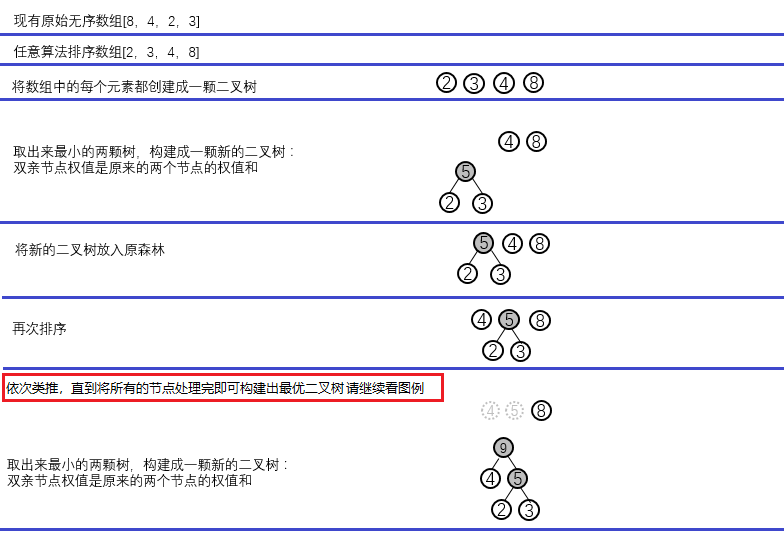 现有原始无序数组[8，4，2，3]
任意算法排序数组[2，3，4，8]
将数组中的每个元素都创建成一颗二叉树
2 3 4 8
4 8
取出来最小的两颗树，构建成一颗新的二叉树：
双亲节点权值是原来的两个节点的权值和
5
2 3
将新的二叉树放入原森林
5 4 8
2 3
再次排序
4 5 8
2 3
依次类推，直到将所有的节点处理完即可构建出最优二叉树请继续看图例
4 5 8
9
取出来最小的两颗树，构建成一颗新的二叉树：
双亲节点权值是原来的两个节点的权值和
4 5
2 3